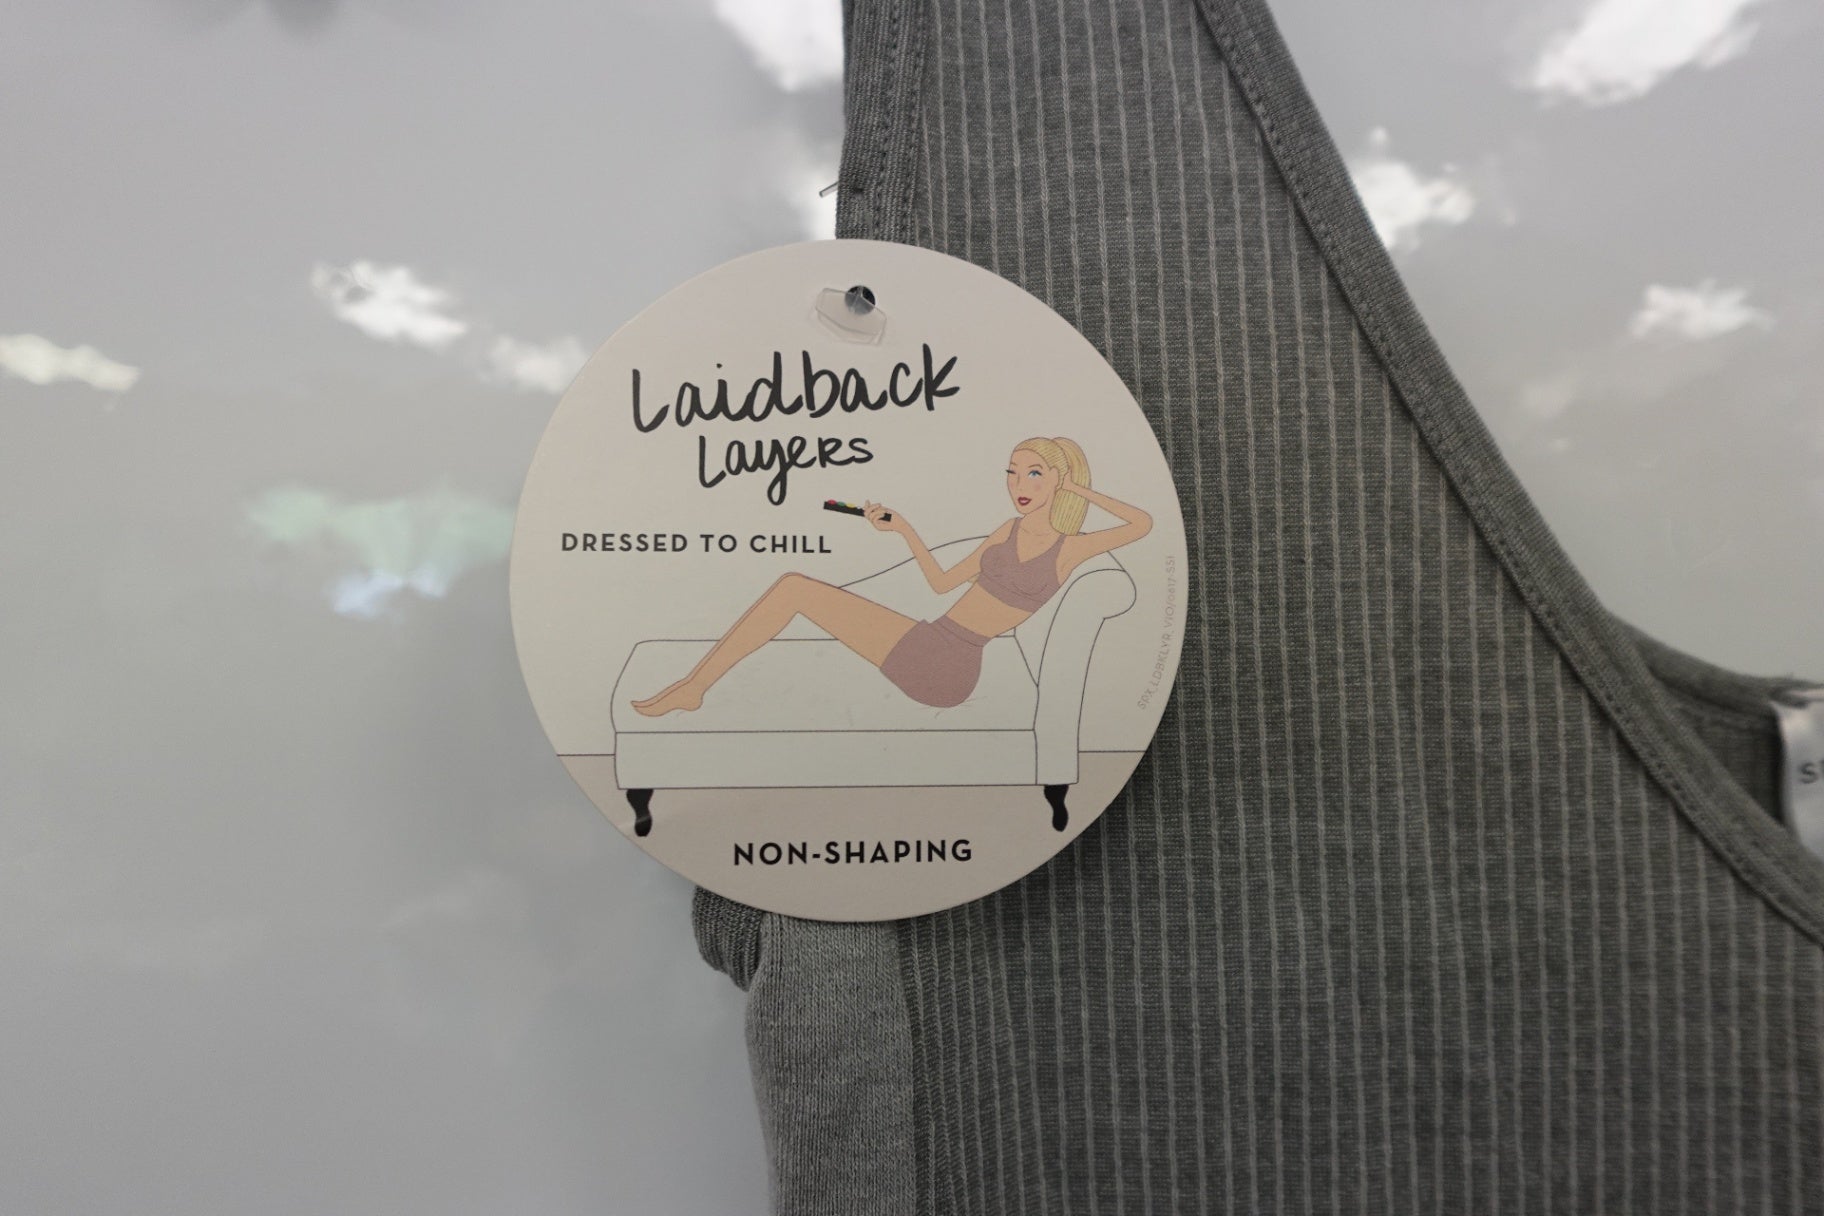 Laidback
Layers
DRESSED TO CHILL
NON-SHAPING